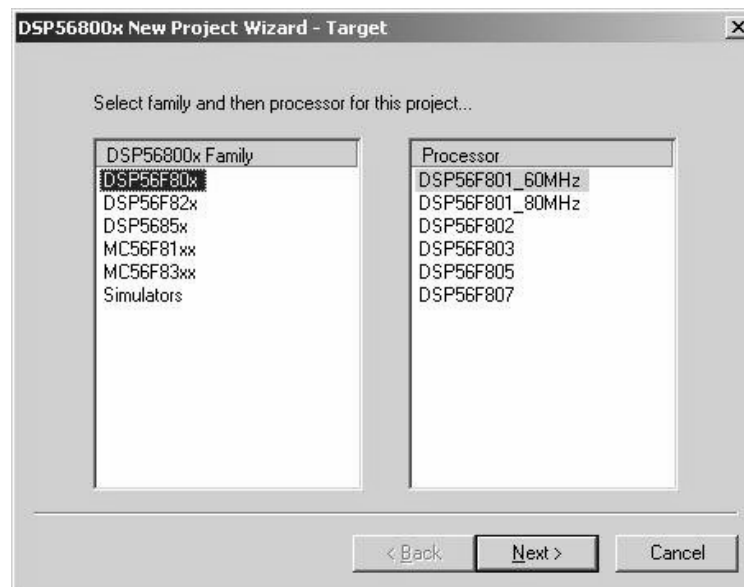 DSP56800x New Project Wizard - Target
Select family and then processor for this project...
DSP56800x Family
DSP56F80x
DSP56F82x
DSP5685x
MC56F81xx
MC56F83xx
Simulators
Processor
DSP56F801_60MHz
DSP56F801_80MHz
DSP56F802
DSP56F803
DSP56F805
DSP56F807
< Back
Next >
Cancel